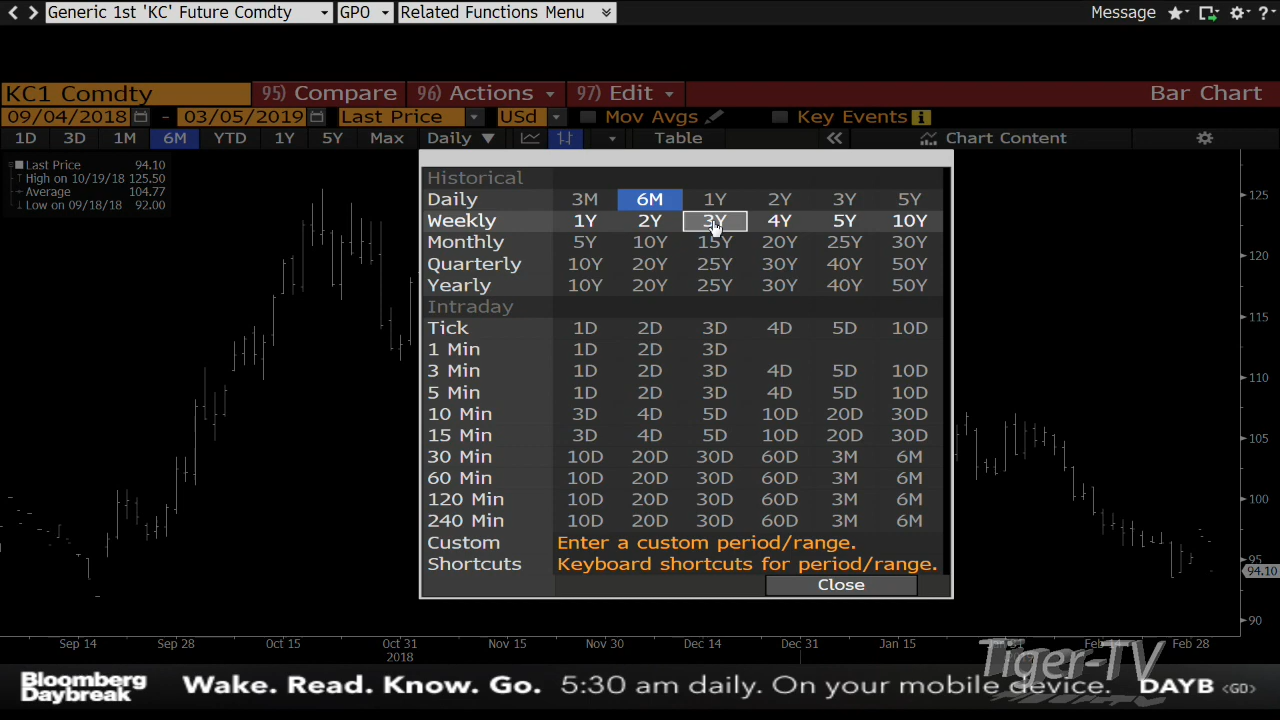 Generic 1st 'KC' Future Comdty GPO Related Functions Menu Message ?
KC1 Comdty 95) Compare 96) Actions 97) Edit Bar Chart
09/04/2018 - 03/05/2019 Last Price USd Mov Avgs Key Events i
1D 3D 1M 6M YTD 1Y 5Y Max Daily ▼ Table « Chart Content
Last Price 94.10
High on 10/19/18 125.50
Average 104.77
Low on 09/18/18 92.00
Historical
Daily 3M 6M 1Y 2Y 3Y 5Y
Weekly 1Y 2Y 3Y 4Y 5Y 10Y
Monthly 5Y 10Y 15Y 20Y 25Y 30Y
Quarterly 10Y 20Y 25Y 30Y 40Y 50Y
Yearly 10Y 20Y 25Y 30Y 40Y 50Y
Intraday
Tick 1D 2D 3D 4D 5D 10D
1 Min 1D 2D 3D
3 Min 1D 2D 3D 4D 5D 10D
5 Min 1D 2D 3D 4D 5D 10D
10 Min 3D 4D 5D 10D 20D 30D
15 Min 3D 4D 5D 10D 20D 30D
30 Min 10D 20D 30D 60D 3M 6M
60 Min 10D 20D 30D 60D 3M 6M
120 Min 10D 20D 30D 60D 3M 6M
240 Min 10D 20D 30D 60D 3M 6M
Custom Enter a custom period/range.
Shortcuts Keyboard shortcuts for period/range.
Close
125
120
115
110
105
100
95
94.10
90
Sep 14 Sep 28 Oct 15 Oct 31 Nov 15 Nov 30 Dec 14 Dec 31 Jan 15 Feb 28
2018
Tiger-TV
Bloomberg
Daybreak
Wake. Read. Know. Go. 5:30 am daily. On your mobile device. DAYB <GO>